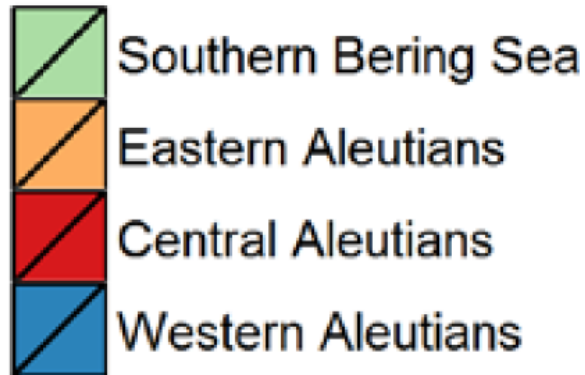 Southern Bering Sea
Eastern Aleutians
Central Aleutians
Western Aleutians